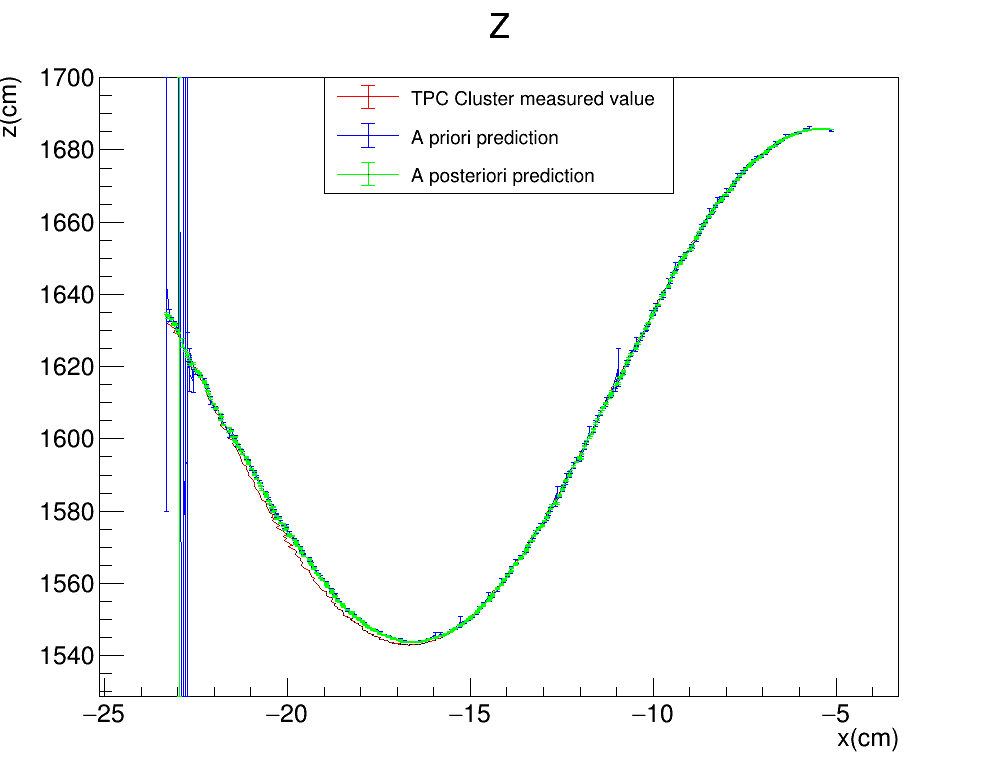 Z
z(cm)
1700
1680
1660
1640
1620
1600
1580
1560
1540
TPC Cluster measured value
A priori prediction
A posteriori prediction
−25 −20 −15 −10 −5
x(cm)